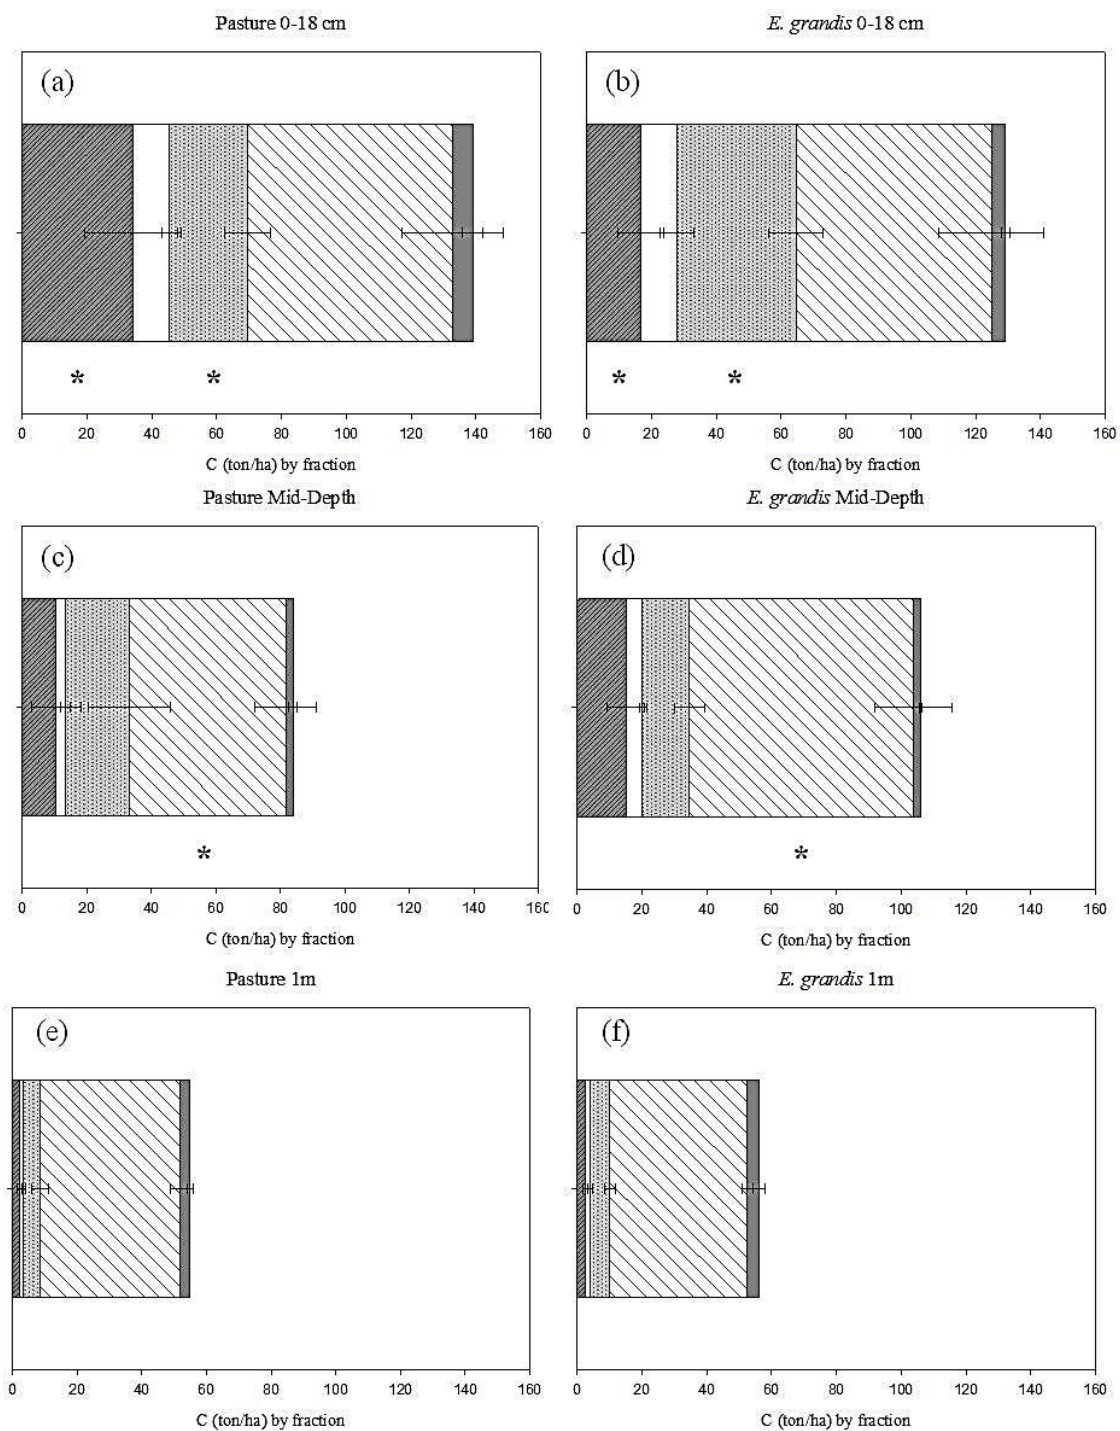 Pasture 0-18 cm
E. grandis 0-18 cm
(a)
(b)
* *
* *
0 20 40 60 80 100 120 140 160
0 20 40 60 80 100 120 140 160
C (ton/ha) by fraction
C (ton/ha) by fraction
Pasture Mid-Depth
E. grandis Mid-Depth
(c)
(d)
*
*
0 20 40 60 80 100 120 140 160
0 20 40 60 80 100 120 140 160
C (ton/ha) by fraction
C (ton/ha) by fraction
Pasture 1m
E. grandis 1m
(e)
(f)
0 20 40 60 80 100 120 140 160
0 20 40 60 80 100 120 140 160
C (ton/ha) by fraction
C (ton/ha) by fraction